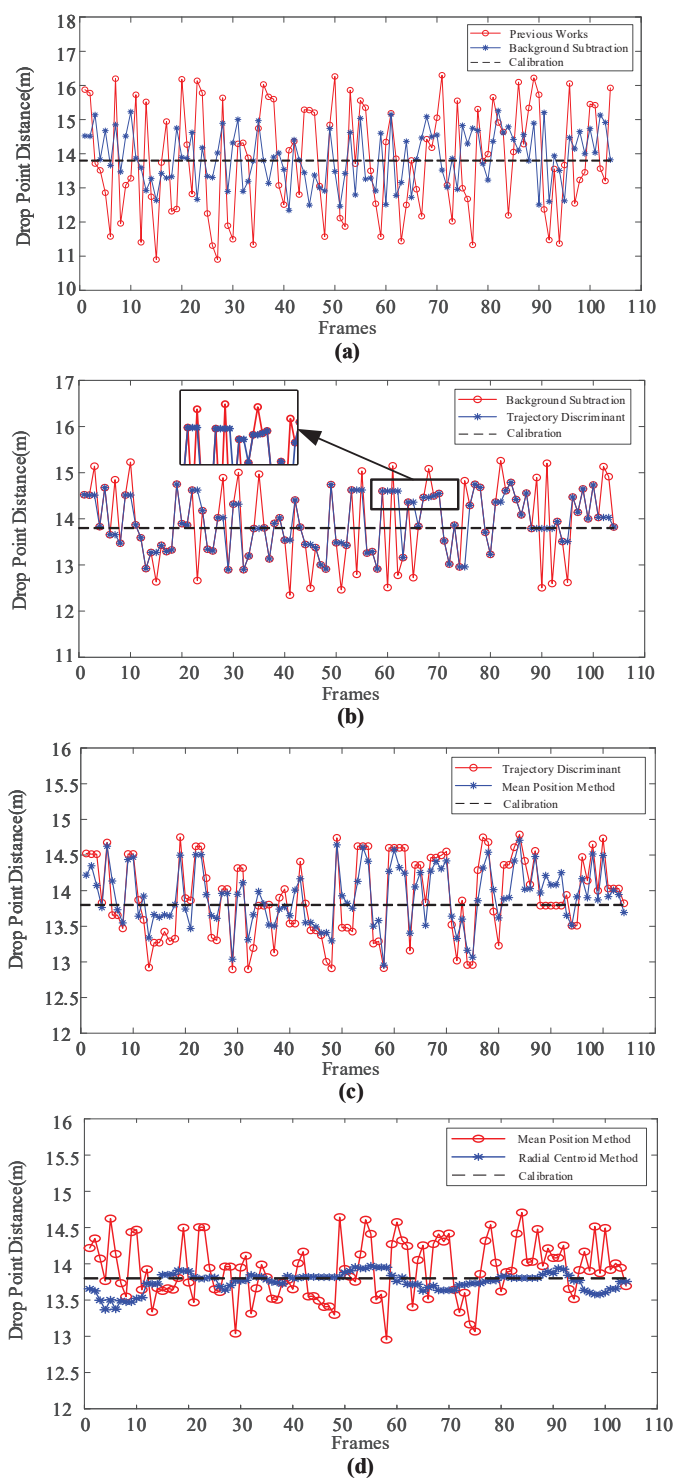 18
17
16
15
14
13
12
11
10
Drop Point Distance(m)
Previous Works
Background Subtraction
Calibration
0 10 20 30 40 50 60 70 80 90 100 110
Frames
(a)
17
16
15
14
13
12
11
Drop Point Distance(m)
Background Subtraction
Trajectory Discriminant
Calibration
0 10 20 30 40 50 60 70 80 90 100 110
Frames
(b)
16
15.5
15
14.5
14
13.5
13
12.5
12
Drop Point Distance(m)
Trajectory Discriminant
Mean Position Method
Calibration
0 10 20 30 40 50 60 70 80 90 100 110
Frames
(c)
16
15.5
15
14.5
14
13.5
13
12.5
12
Drop Point Distance(m)
Mean Position Method
Radial Centroid Method
Calibration
0 10 20 30 40 50 60 70 80 90 100 110
Frames
(d)